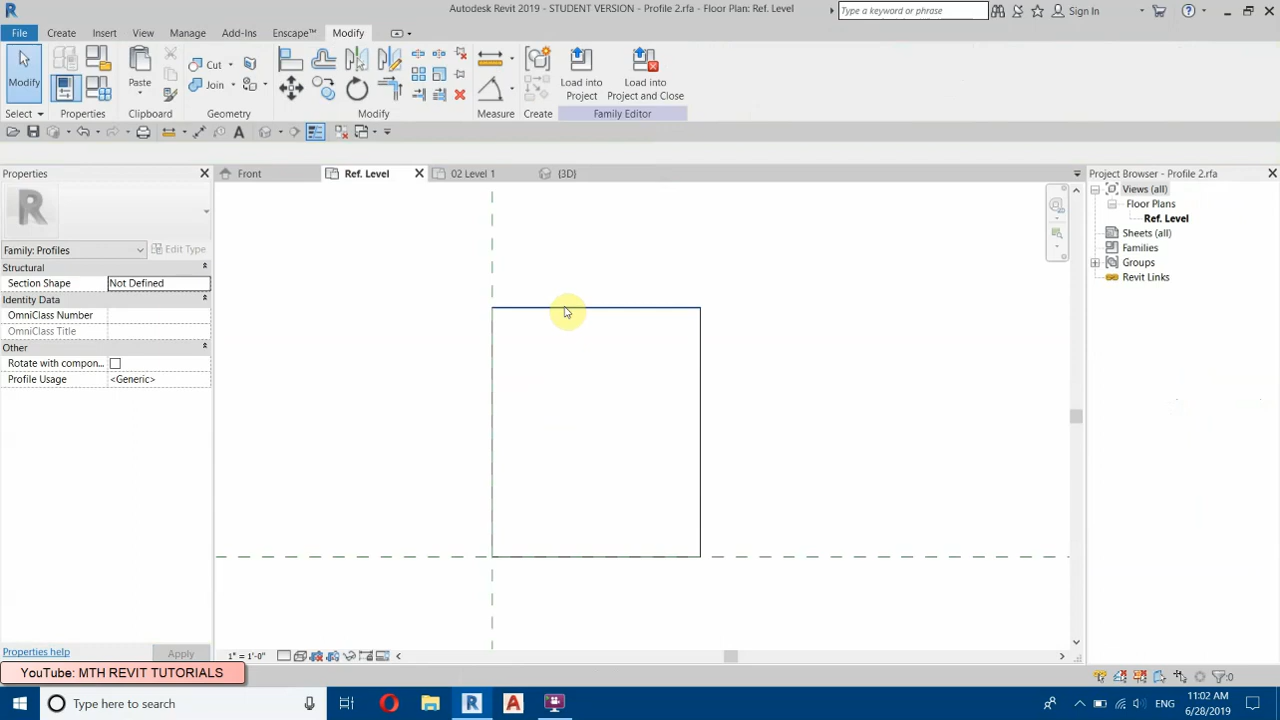 Autodesk Revit 2019 - STUDENT VERSION - Profile 2.rfa - Floor Plan: Ref. Level
Type a keyword or phrase
Sign In
File Create Insert View Manage Add-Ins Enscape™ Modify
Modify
Paste
Cut
Join
Load into
Project
Load into
Project and Close
Select
Properties
Clipboard
Geometry
Modify
Measure
Create
Family Editor
Properties
Front
Ref. Level
02 Level 1
{3D}
Project Browser - Profile 2.rfa
Family: Profiles
Edit Type
Structural
Section Shape Not Defined
Identity Data
OmniClass Number
OmniClass Title
Other
Rotate with compon...
Profile Usage <Generic>
Views (all)
Floor Plans
Ref. Level
Sheets (all)
Families
Groups
Revit Links
Properties help
Apply
1" = 1'-0"
:0
YouTube: MTH REVIT TUTORIALS
Type here to search
ENG
11:02 AM
6/28/2019